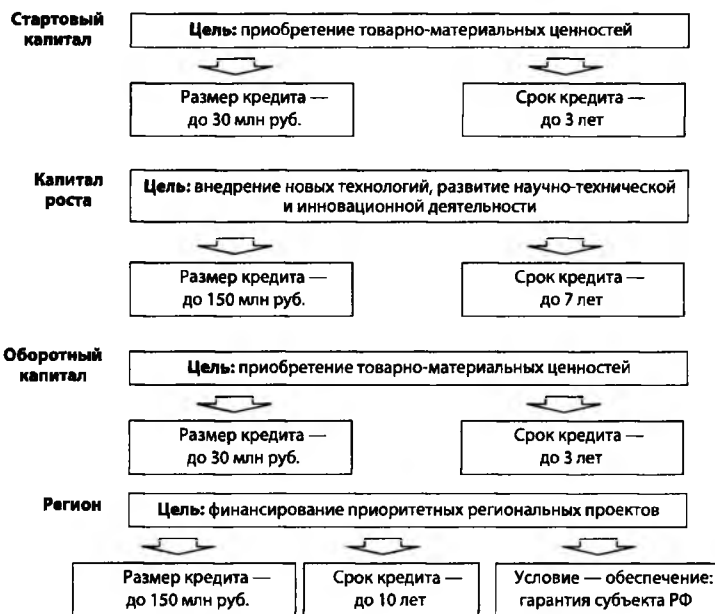 Стартовый
капитал
Цель: приобретение товарно-материальных ценностей
Размер кредита —
до 30 млн руб.
Срок кредита —
до 3 лет
Капитал
роста
Цель: внедрение новых технологий, развитие научно-технической
и инновационной деятельности
Размер кредита —
до 150 млн руб.
Срок кредита —
до 7 лет
Оборотный
капитал
Цель: приобретение товарно-материальных ценностей
Размер кредита —
до 30 млн руб.
Срок кредита —
до 3 лет
Регион
Цель: финансирование приоритетных региональных проектов
Размер кредита —
до 150 млн руб.
Срок кредита —
до 10 лет
Условие — обеспечение:
гарантия субъекта РФ